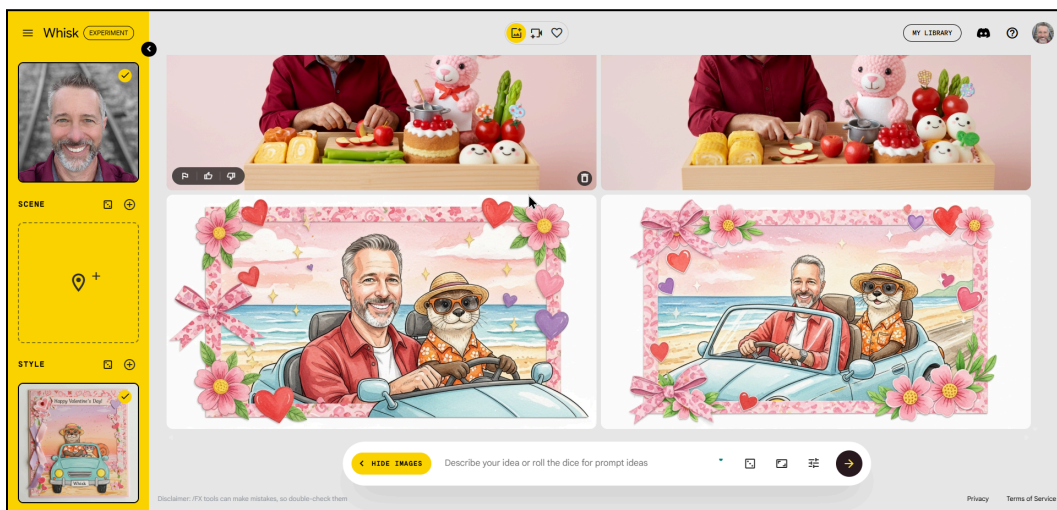 Whisk EXPERIMENT
MY LIBRARY
SCENE
STYLE
Happy Valentine's Day!
Whisk
HIDE IMAGES
Describe your idea or roll the dice for prompt ideas
Disclaimer: /FX tools can make mistakes, so double-check them
Privacy
Terms of Service